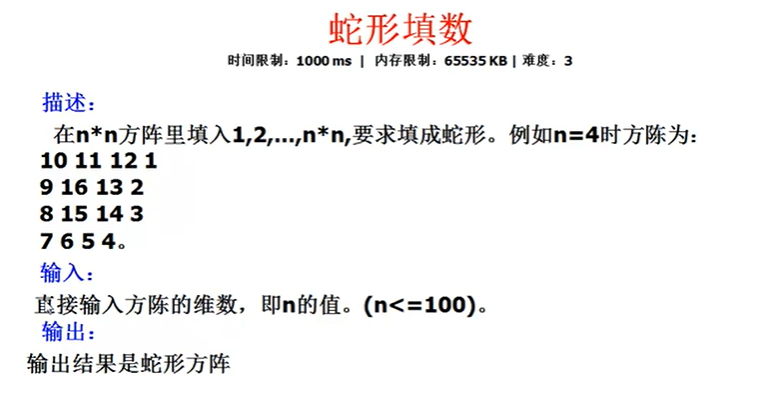 蛇形填数
时间限制：1000 ms | 内存限制：65535 KB | 难度：3
描述：
在n*n方阵里填入1,2,...,n*n,要求填成蛇形。例如n=4时方陈为：
10 11 12 1
9 16 13 2
8 15 14 3
7 6 5 4。
输入：
直接输入方陈的维数，即n的值。(n<=100)。
输出：
输出结果是蛇形方阵